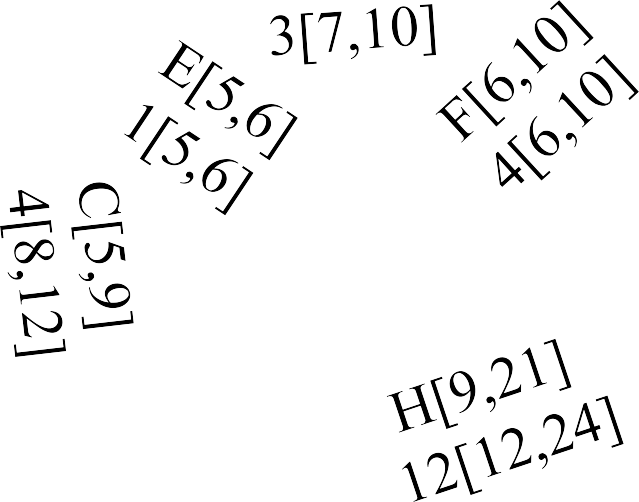 3[7,10]
E[5,6]
1[5,6]
F[6,10]
4[6,10]
C[5,9]
4[8,12]
H[9,21]
12[12,24]